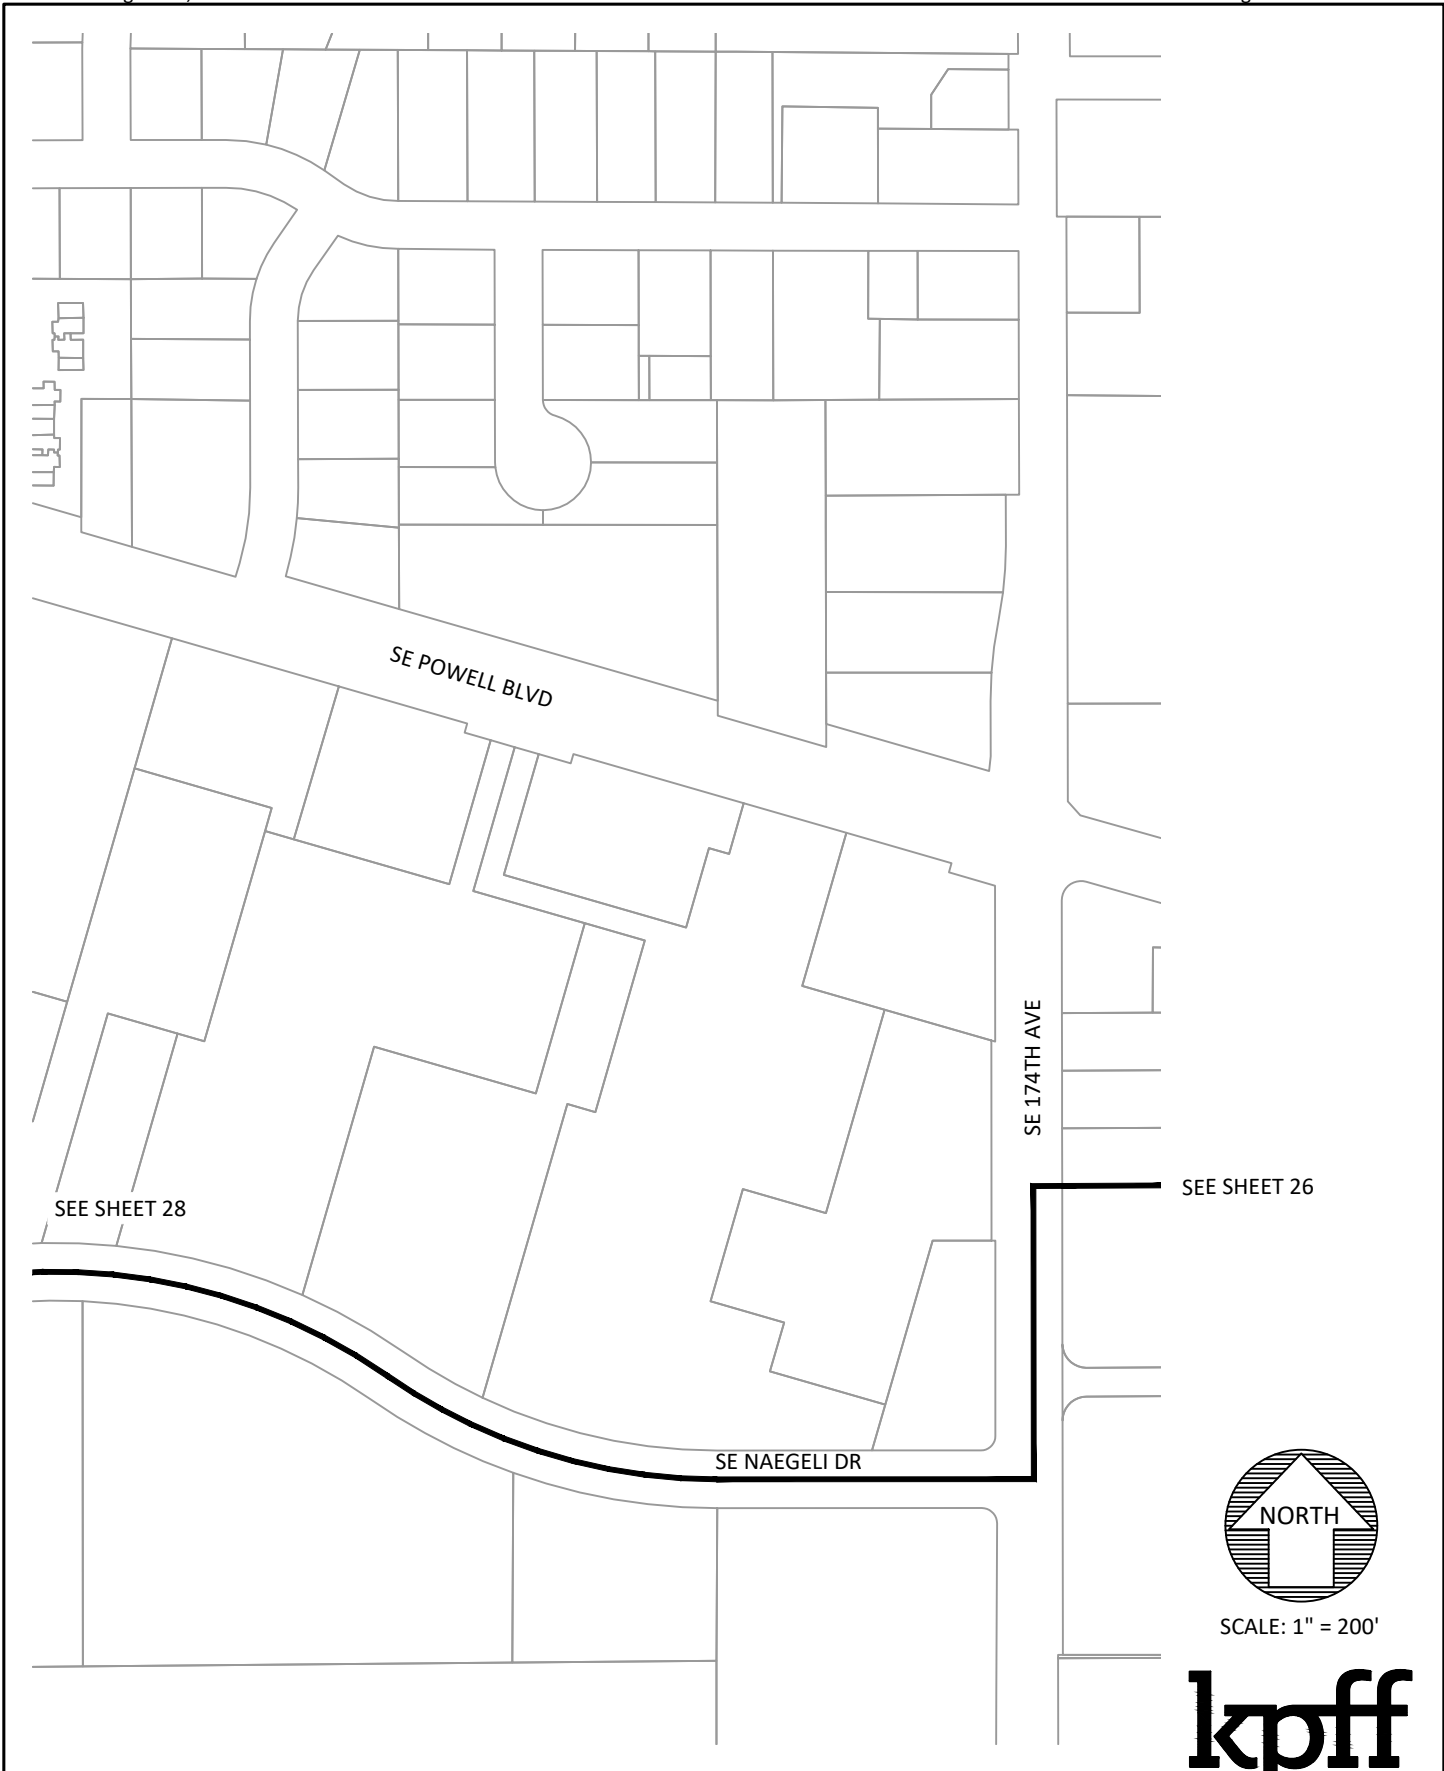 SE POWELL BLVD
SE 174TH AVE
SEE SHEET 26
SEE SHEET 28
SE NAEGELI DR
NORTH
SCALE: 1" = 200'
kpff